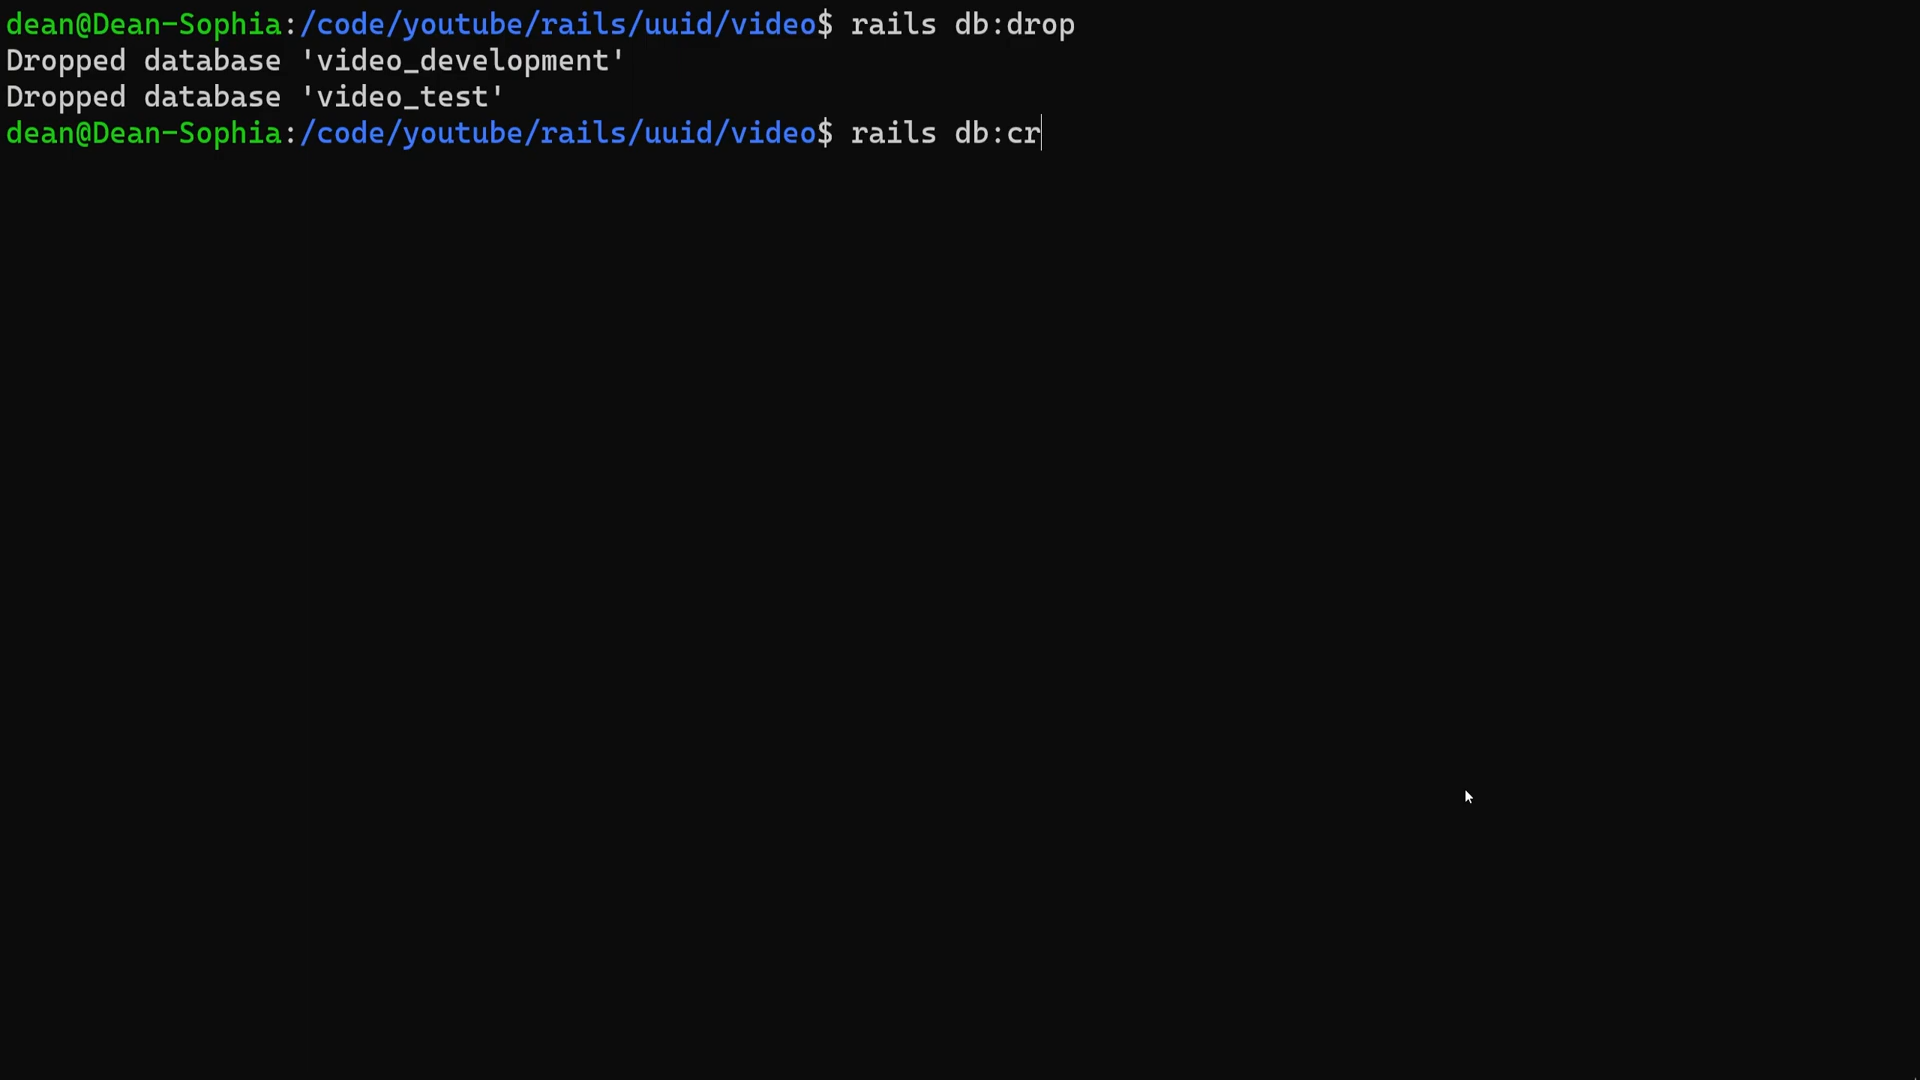 dean@Dean-Sophia:/code/youtube/rails/uuid/video$ rails db:drop
Dropped database 'video_development'
Dropped database 'video_test'
dean@Dean-Sophia:/code/youtube/rails/uuid/video$ rails db:cr